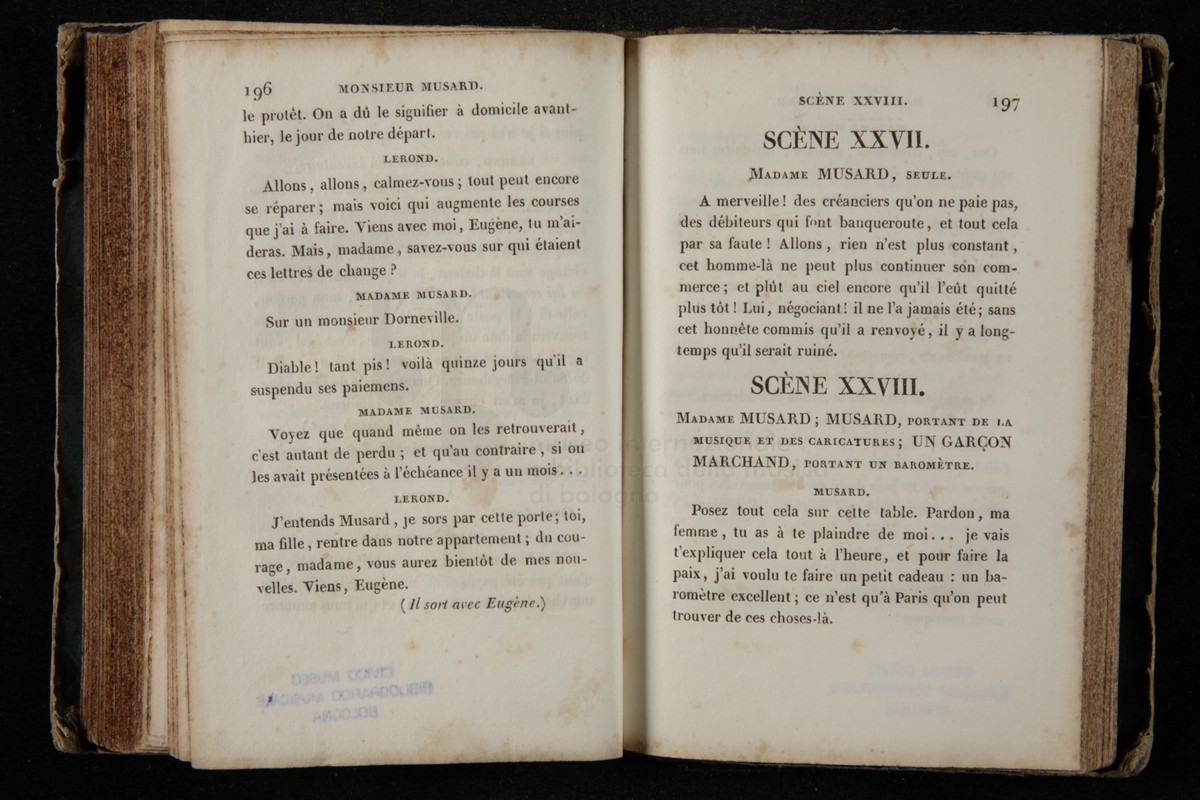 196 MONSIEUR MUSARD.
le protêt. On a dû le signifier à domicile avant-
hier, le jour de notre départ.
LEROND.
Allons, allons, calmez-vous; tout peut encore
se réparer; mais voici qui augmente les courses
que j'ai à faire. Viens avec moi, Eugène, tu m'ai-
deras. Mais, madame, savez-vous sur qui étaient
ces lettres de change ?
MADAME MUSARD.
Sur un monsieur Dorneville.
LEROND.
Diable ! tant pis ! voilà quinze jours qu'il a
suspendu ses paiemens.
MADAME MUSARD.
Voyez que quand même on les retrouverait,
c'est autant de perdu ; et qu'au contraire, si on
les avait présentées à l'échéance il y a un mois...
LEROND.
J'entends Musard, je sors par cette porte; toi,
ma fille, rentre dans notre appartement; du cou-
rage, madame, vous aurez bientôt de mes nou-
velles. Viens, Eugène.
(Il sort avec Eugène.)
CIVICO MUSEO
BIBLIOGRAFICO MUSICALE
BOLOGNA
SCÈNE XXVIII. 197
SCÈNE XXVII.
MADAME MUSARD, SEULE.
A merveille ! des créanciers qu'on ne paie pas,
des débiteurs qui font banqueroute, et tout cela
par sa faute ! Allons, rien n'est plus constant,
cet homme-là ne peut plus continuer son com-
merce; et plût au ciel encore qu'il l'eût quitté
plus tôt ! Lui, négociant! il ne l'a jamais été; sans
cet honnête commis qu'il a renvoyé, il y a long-
temps qu'il serait ruiné.
SCÈNE XXVIII.
MADAME MUSARD; MUSARD, PORTANT DE LA
MUSIQUE ET DES CARICATURES; UN GARÇON
MARCHAND, PORTANT UN BAROMÈTRE.
MUSARD.
Posez tout cela sur cette table. Pardon, ma
femme, tu as à te plaindre de moi... je vais
t'expliquer cela tout à l'heure, et pour faire la
paix, j'ai voulu te faire un petit cadeau : un ba-
romètre excellent; ce n'est qu'à Paris qu'on peut
trouver de ces choses-là.
museo internazionale
biblioteca della musica
di bologna